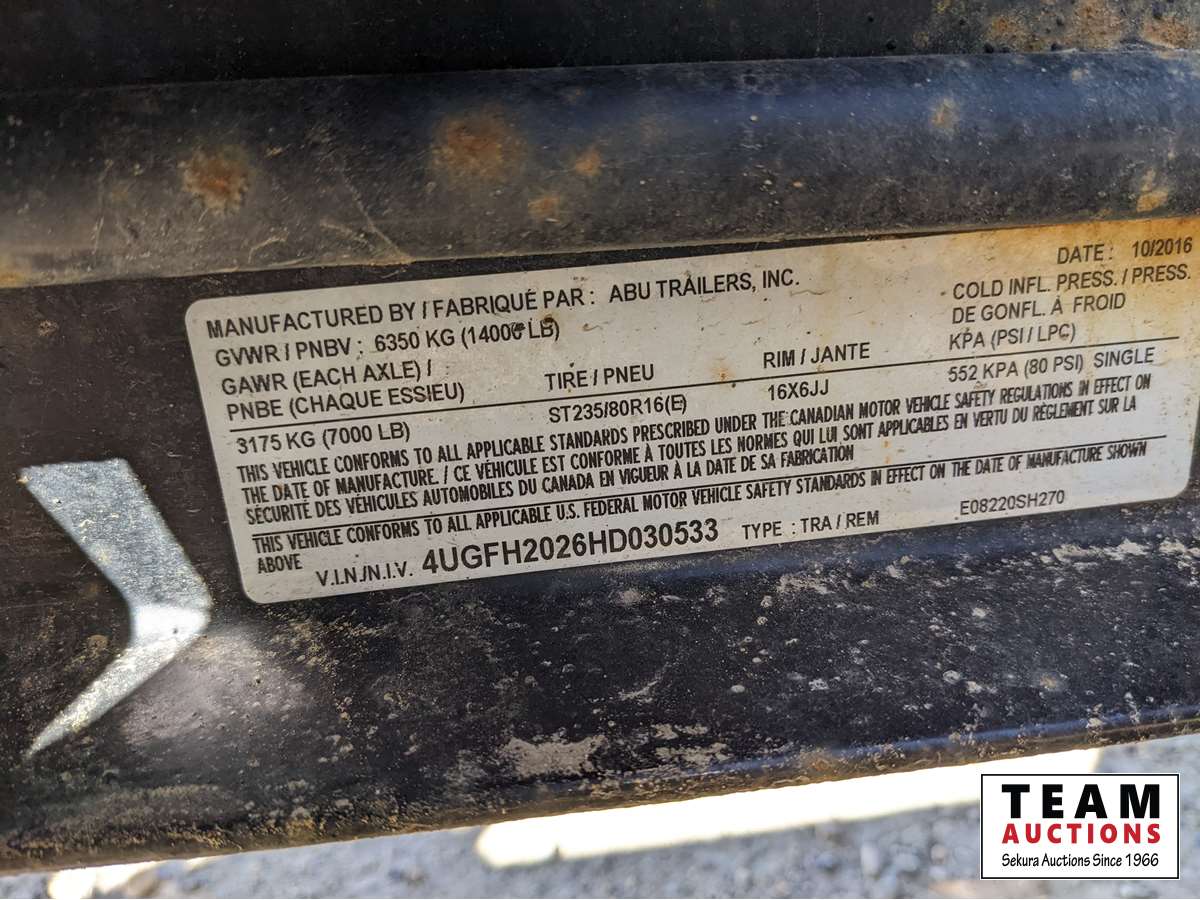 MANUFACTURED BY / FABRIQUÉ PAR : ABU TRAILERS, INC.
DATE : 10/2016
GVWR / PNBV : 6350 KG (14000 LB)
COLD INFL. PRESS. / PRESS.
DE GONFL. À FROID
KPA (PSI / LPC)
GAWR (EACH AXLE) /
PNBE (CHAQUE ESSIEU)
TIRE / PNEU
RIM / JANTE
3175 KG (7000 LB)
ST235/80R16(E)
16X6JJ
552 KPA (80 PSI) SINGLE
THIS VEHICLE CONFORMS TO ALL APPLICABLE STANDARDS PRESCRIBED UNDER THE CANADIAN MOTOR VEHICLE SAFETY REGULATIONS IN EFFECT ON
THE DATE OF MANUFACTURE. / CE VÉHICULE EST CONFORME À TOUTES LES NORMES QUI LUI SONT APPLICABLES EN VERTU DU RÈGLEMENT SUR LA
SÉCURITÉ DES VÉHICULES AUTOMOBILES DU CANADA EN VIGUEUR À LA DATE DE SA FABRICATION
THIS VEHICLE CONFORMS TO ALL APPLICABLE U.S. FEDERAL MOTOR VEHICLE SAFETY STANDARDS IN EFFECT ON THE DATE OF MANUFACTURE SHOWN
ABOVE
V.I.N./N.I.V. 4UGFH2026HD030533 TYPE : TRA / REM E08220SH270
TEAM
AUCTIONS
Sekura Auctions Since 1966